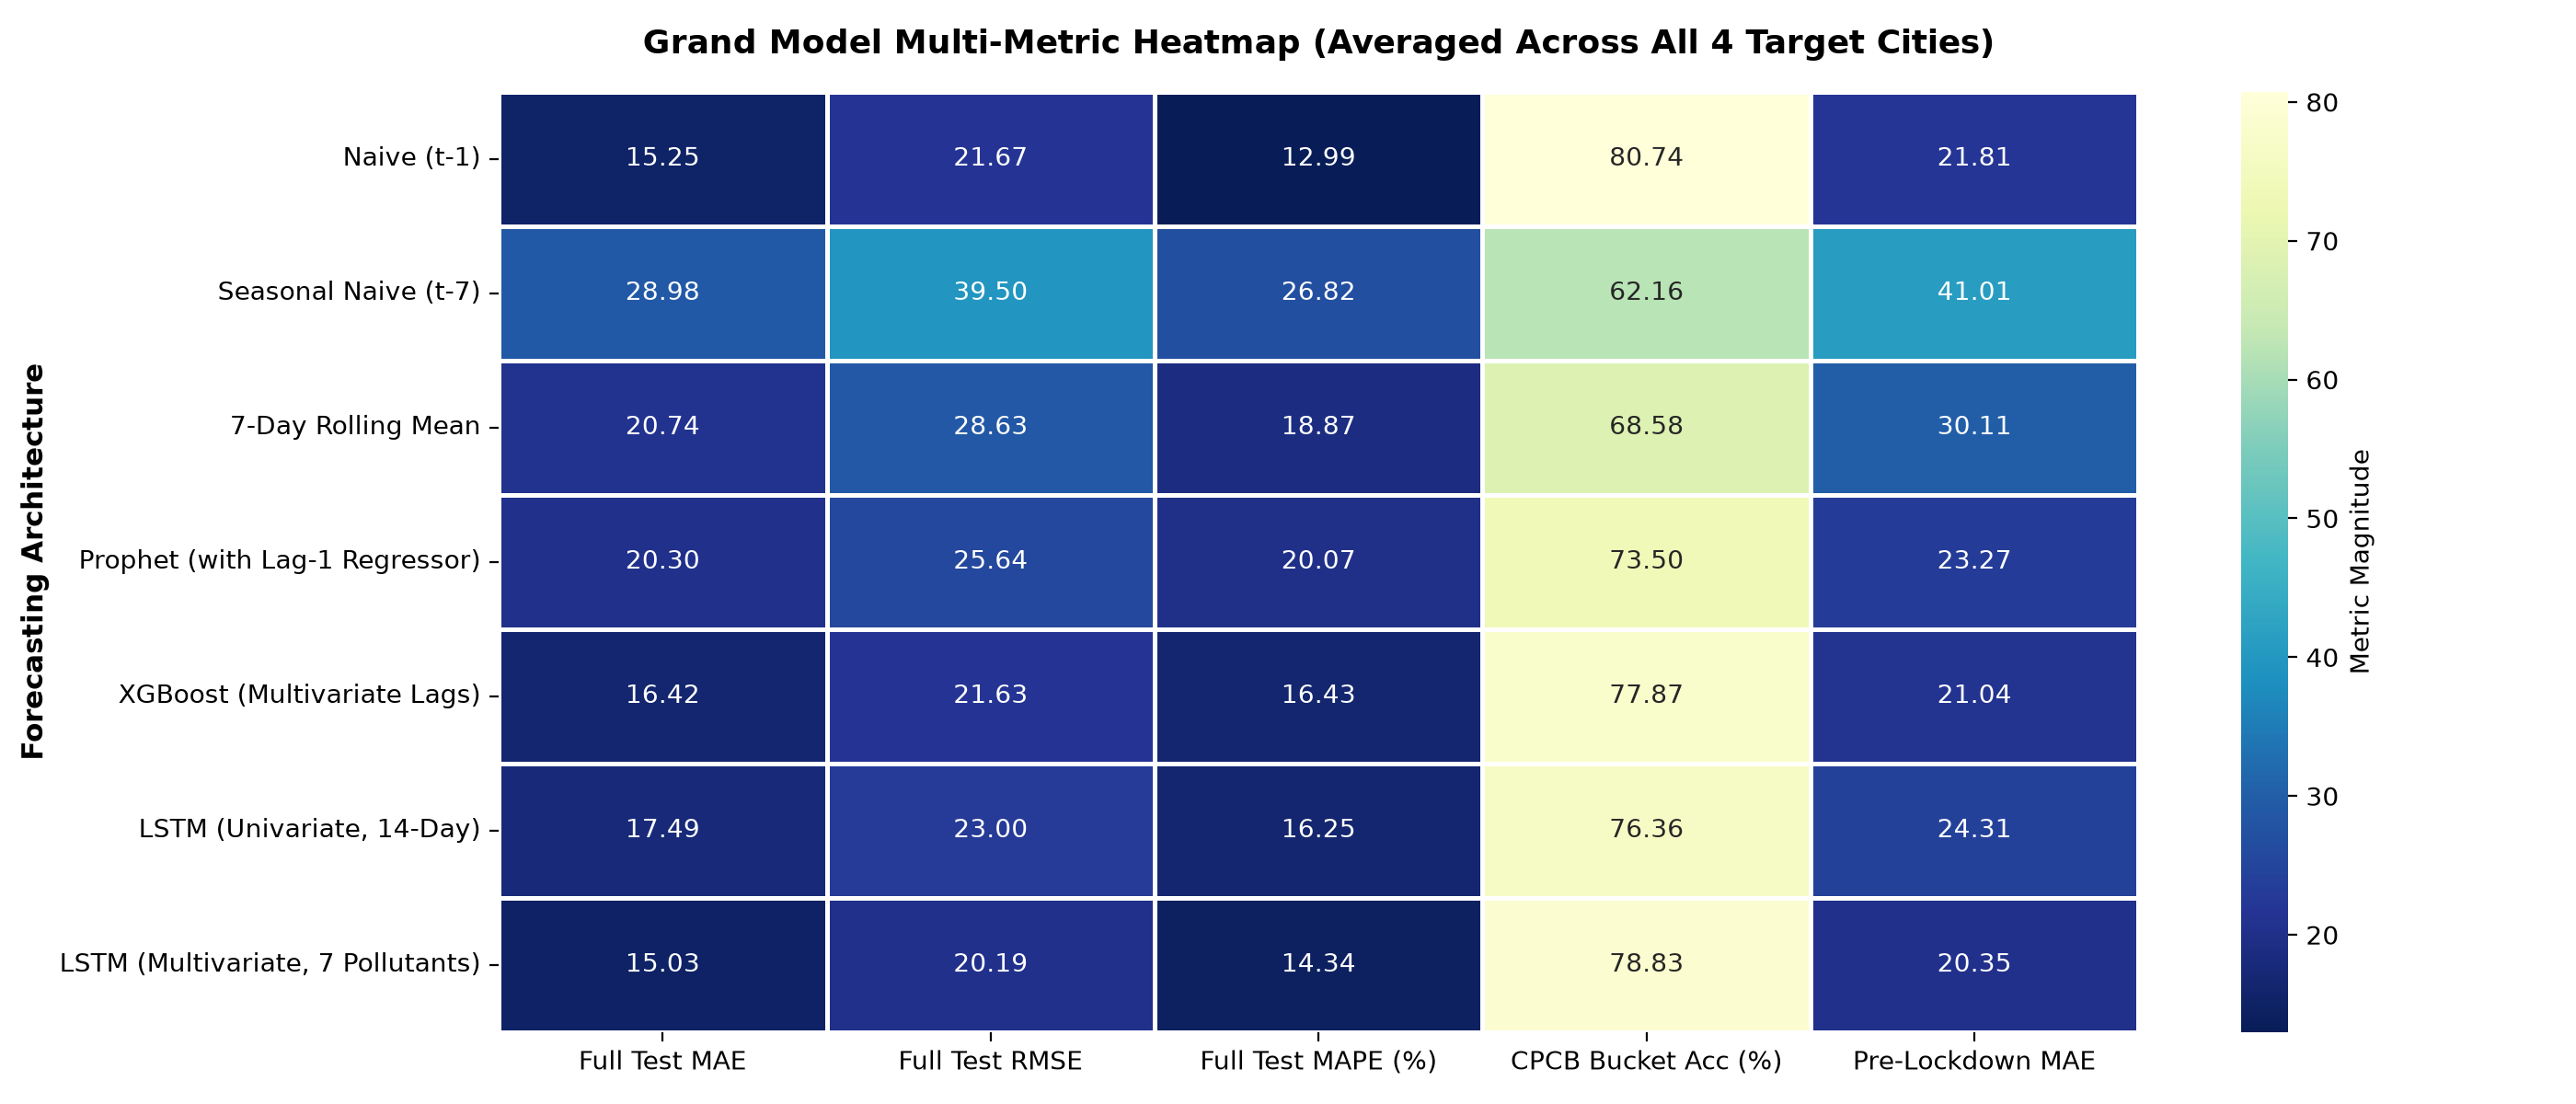 Grand Model Multi-Metric Heatmap (Averaged Across All 4 Target Cities)
Forecasting Architecture
Naive (t-1) 15.25 21.67 12.99 80.74 21.81
Seasonal Naive (t-7) 28.98 39.50 26.82 62.16 41.01
7-Day Rolling Mean 20.74 28.63 18.87 68.58 30.11
Prophet (with Lag-1 Regressor) 20.30 25.64 20.07 73.50 23.27
XGBoost (Multivariate Lags) 16.42 21.63 16.43 77.87 21.04
LSTM (Univariate, 14-Day) 17.49 23.00 16.25 76.36 24.31
LSTM (Multivariate, 7 Pollutants) 15.03 20.19 14.34 78.83 20.35
Full Test MAE Full Test RMSE Full Test MAPE (%) CPCB Bucket Acc (%) Pre-Lockdown MAE
80
70
60
50
40
30
20
Metric Magnitude